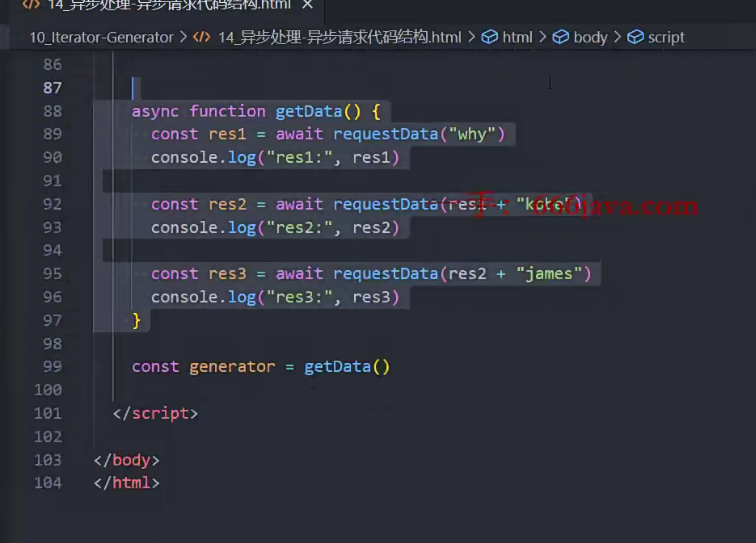 14_异步处理-异步请求代码结构.html ×
10_Iterator-Generator > 14_异步处理-异步请求代码结构.html > html > body > script
86
87
88 async function getData() {
89 const res1 = await requestData("why")
90 console.log("res1:", res1)
91
92 const res2 = await requestData(res1 + "kobe")
93 console.log("res2:", res2)
94
95 const res3 = await requestData(res2 + "james")
96 console.log("res3:", res3)
97 }
98
99 const generator = getData()
100
101 </script>
102
103 </body>
104 </html>
一手：666java.com